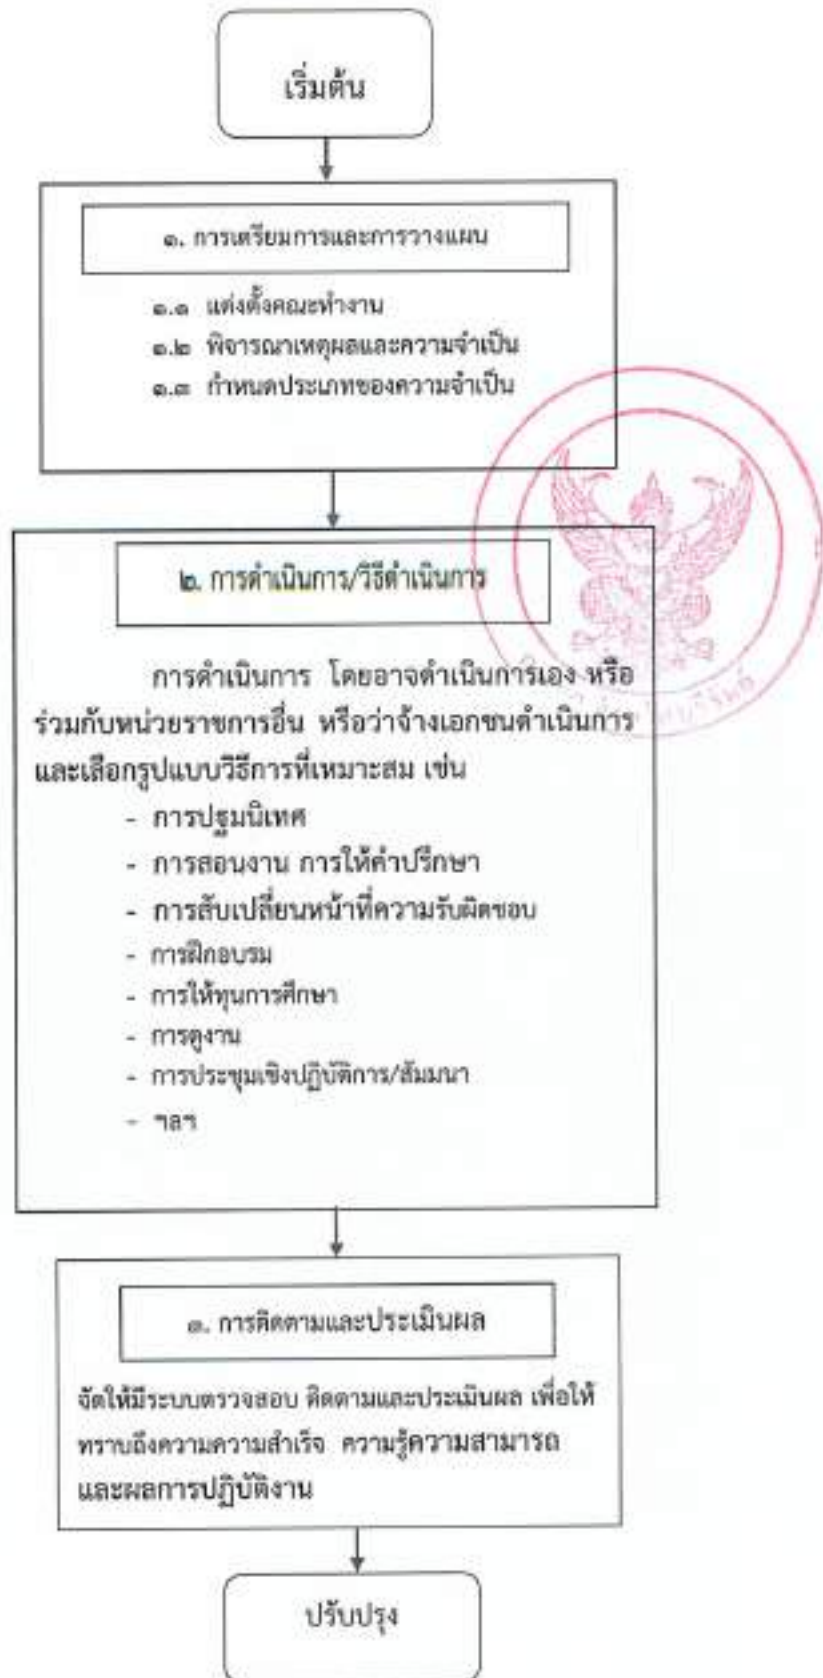 เริ่มต้น
๑. การเตรียมการและการวางแผน
๑.๑ แต่งตั้งคณะทำงาน
๑.๒ พิจารณาเหตุผลและความจำเป็น
๑.๓ กำหนดประเภทของความจำเป็น
๒. การดำเนินการ/วิธีดำเนินการ
การดำเนินการ โดยอาจดำเนินการเอง หรือ
ร่วมกับหน่วยราชการอื่น หรือว่าจ้างเอกชนดำเนินการ
และเลือกรูปแบบวิธีการที่เหมาะสม เช่น
- การปฐมนิเทศ
- การสอนงาน การให้คำปรึกษา
- การสับเปลี่ยนหน้าที่ความรับผิดชอบ
- การฝึกอบรม
- การให้ทุนการศึกษา
- การดูงาน
- การประชุมเชิงปฏิบัติการ/สัมมนา
- ฯลฯ
๓. การติดตามและประเมินผล
จัดให้มีระบบตรวจสอบ ติดตามและประเมินผล เพื่อให้
ทราบถึงความความสำเร็จ ความรู้ความสามารถ
และผลการปฏิบัติงาน
ปรับปรุง